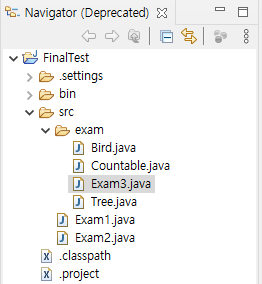 Navigator (Deprecated)
FinalTest
.settings
bin
src
exam
Bird.java
Countable.java
Exam3.java
Tree.java
Exam1.java
Exam2.java
.classpath
.project